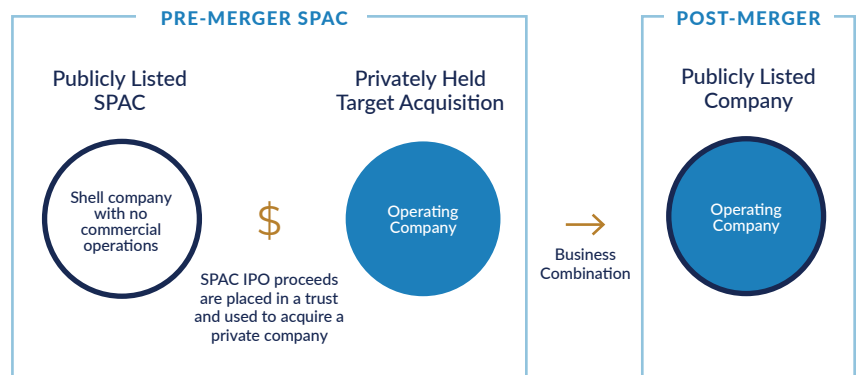 PRE-MERGER SPAC
Publicly Listed
SPAC
Shell company
with no
commercial
operations
$
SPAC IPO proceeds
are placed in a trust
and used to acquire a
private company
Privately Held
Target Acquisition
Operating
Company
Business
Combination
POST-MERGER
Publicly Listed
Company
Operating
Company